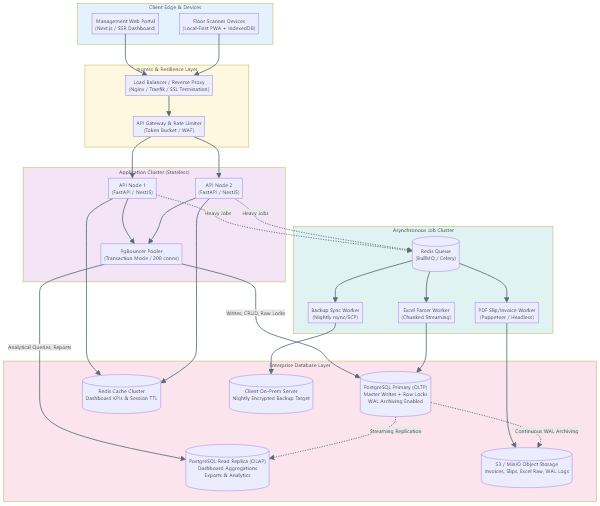 Client Edge & Devices
Management Web Portal
(Next.js / SSR Dashboard)
Floor Scanner Devices
(Local-First PWA + IndexedDB)
Ingress & Resilience Layer
Load Balancer / Reverse Proxy
(Nginx / Traefik / SSL Termination)
API Gateway & Rate Limiter
(Token Bucket / WAF)
Application Cluster (Stateless)
API Node 1
(FastAPI / NestJS)
API Node 2
(FastAPI / NestJS)
Heavy Jobs
Heavy Jobs
PgBouncer Pooler
(Transaction Mode / 200 conns)
Asynchronous Job Cluster
Redis Queue
(BullMQ / Celery)
Backup Sync Worker
(Nightly rsync/SCP)
Excel Parser Worker
(Chunked Streaming)
PDF Slip/Invoice Worker
(Puppeteer / Headless)
Writes, CRUD, Row Locks
Analytical Queries, Reports
Enterprise Database Layer
Redis Cache Cluster
Dashboard KPIs & Session TTL
Client On-Prem Server
Nightly Encrypted Backup Target
PostgreSQL Primary (OLTP)
Master Writes + Row Locks
WAL Archiving Enabled
Streaming Replication
Continuous WAL Archiving
PostgreSQL Read Replica (OLAP)
Dashboard Aggregations
Exports & Analytics
S3 / MinIO Object Storage
Invoices, Slips, Excel Raw, WAL Logs